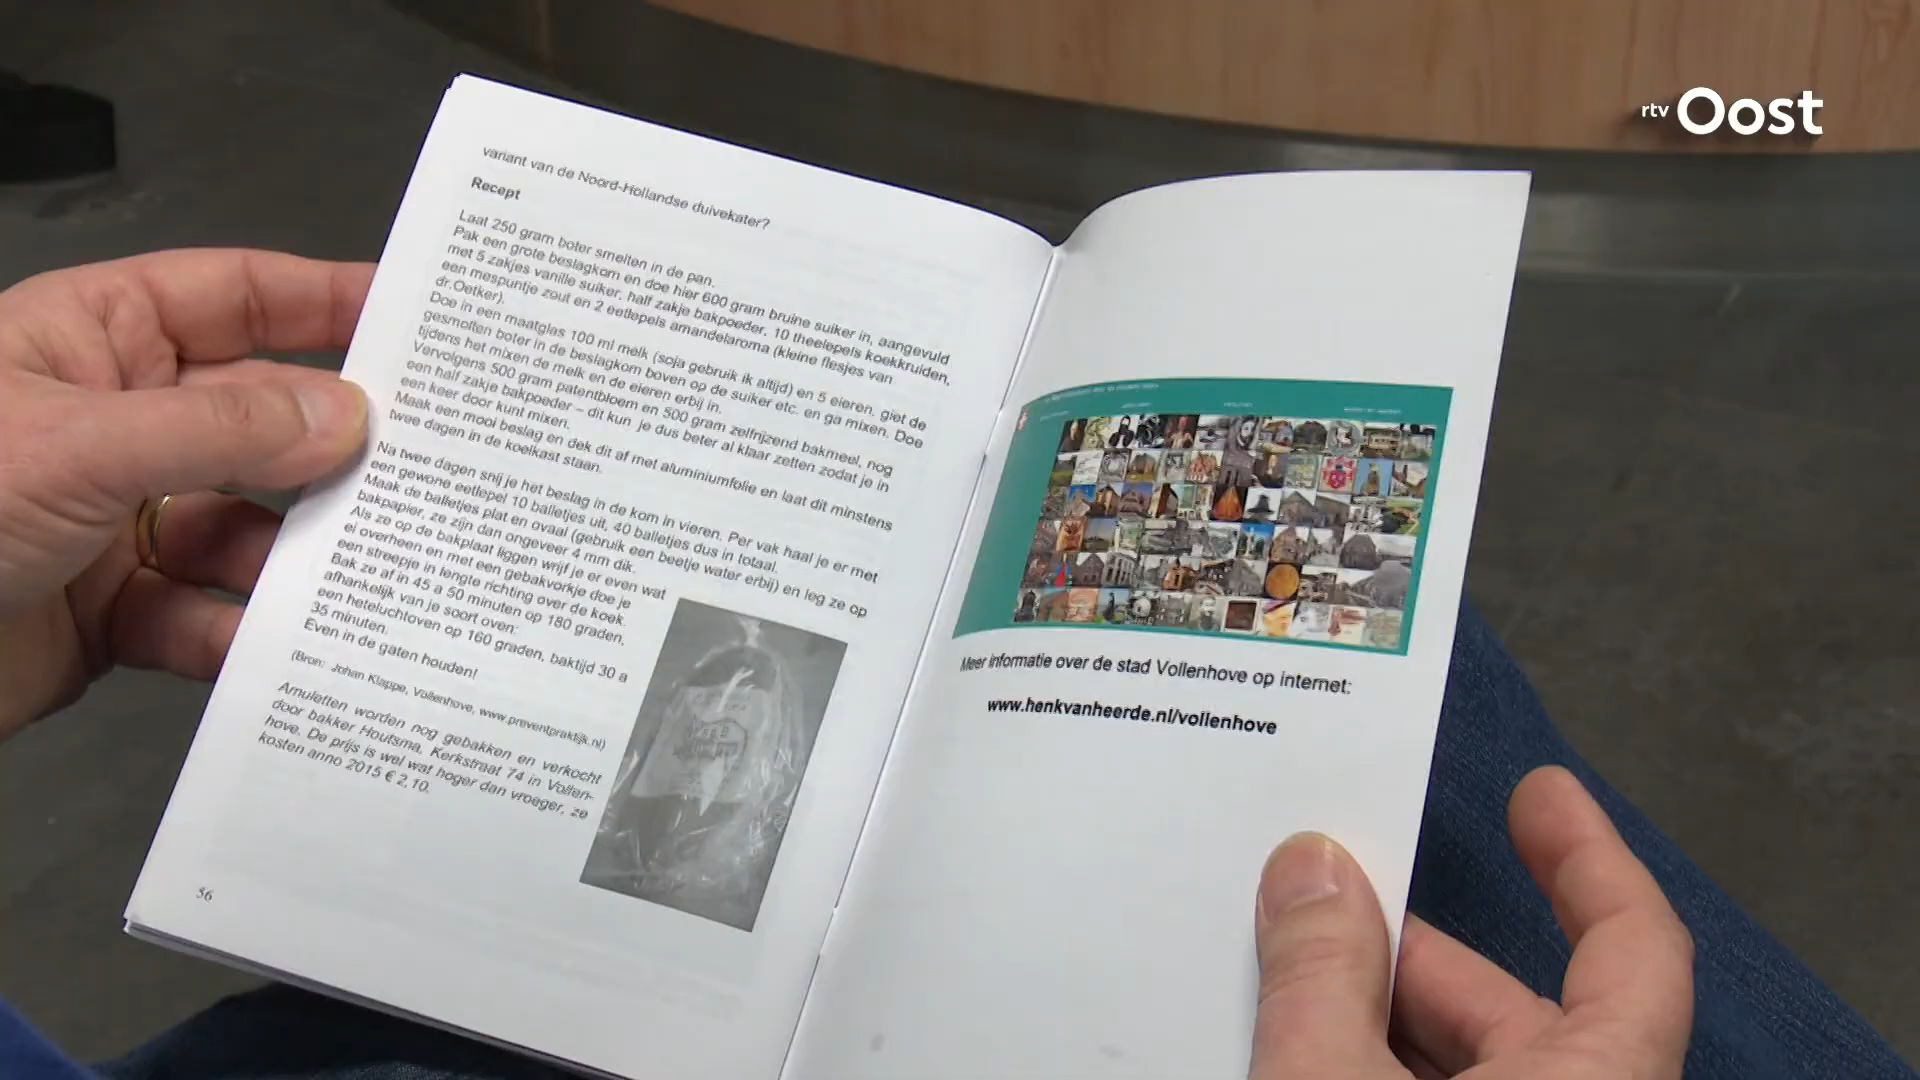 rtv Oost
variant van de Noord-Hollandse duivekater?
Recept
Laat 250 gram boter smelten in de pan.
Pak een grote beslagkom en doe hier 600 gram bruine suiker in, aangevuld
met 5 zakjes vanille suiker, half zakje bakpoeder, 10 theelepels koekkruiden,
een mespuntje zout en 2 eetlepels amandelaroma (kleine flesjes van
dr.Oetker).
Doe in een maatglas 100 ml melk (soja gebruik ik altijd) en 5 eieren, giet de
gesmolten boter in de beslagkom boven op de suiker etc. en ga mixen. Doe
tijdens het mixen de melk en de eieren erbij in.
Vervolgens 500 gram patentbloem en 500 gram zelfrijzend bakmeel, nog
een half zakje bakpoeder – dit kun je dus beter al klaar zetten zodat je in
een keer door kunt mixen.
Maak een mooi beslag en dek dit af met aluminiumfolie en laat dit minstens
twee dagen in de koelkast staan.
Na twee dagen snij je het beslag in de kom in vieren. Per vak haal je er met
een gewone eetlepel 10 balletjes uit, 40 balletjes dus in totaal.
Maak de balletjes plat en ovaal (gebruik een beetje water erbij) en leg ze op
bakpapier, ze zijn dan ongeveer 4 mm dik.
Als ze op de bakplaat liggen wrijf je er even wat
ei overheen en met een gebakvorkje doe je
een streepje in lengte richting over de koek.
Bak ze af in 45 a 50 minuten op 180 graden,
afhankelijk van je soort oven:
een heteluchtoven op 160 graden, baktijd 30 a
35 minuten.
Even in de gaten houden!
(Bron: Johan Klappe, Vollenhove, www.preventpraktijk.nl)
Amuletten worden nog gebakken en verkocht
door bakker Houtsma, Kerkstraat 74 in Vollen-
hove. De prijs is wel wat hoger dan vroeger, ze
kosten anno 2015 € 2,10.
56
Meer informatie over de stad Vollenhove op internet:
www.henkvanheerde.nl/vollenhove